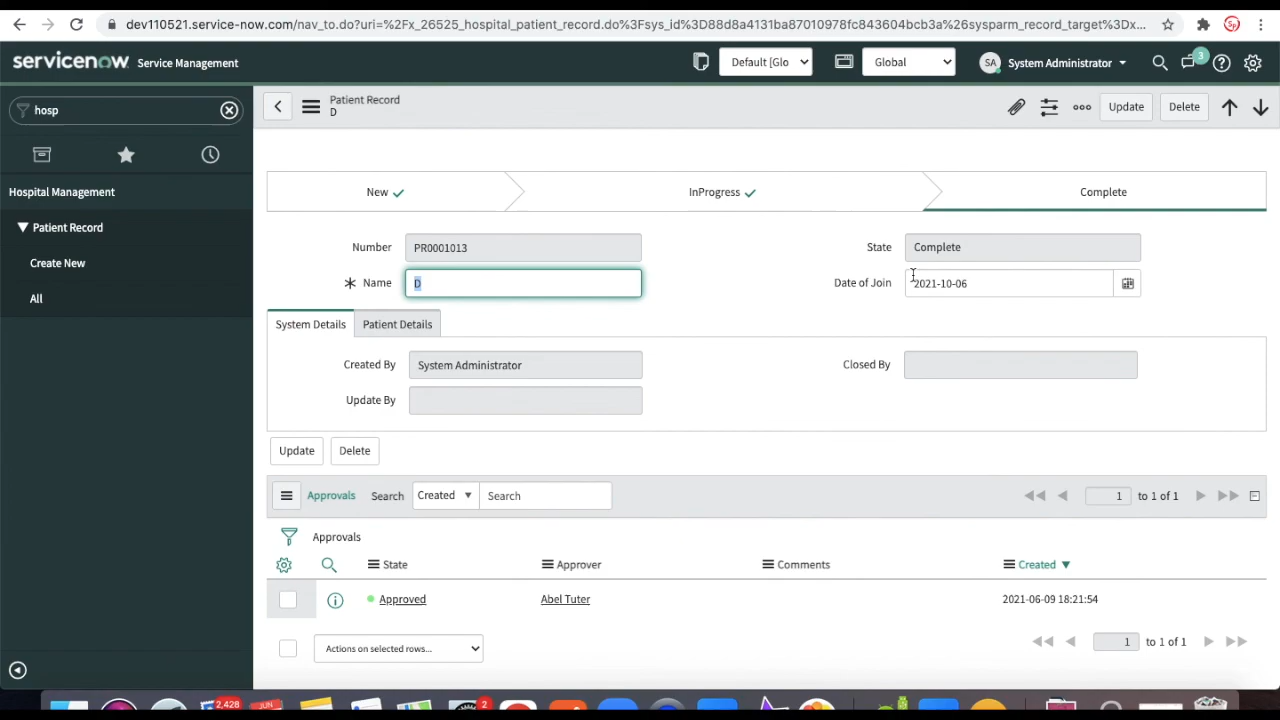 dev110521.service-now.com/nav_to.do?uri=%2Fx_26525_hospital_patient_record.do%3Fsys_id%3D88d8a4131ba87010978fc843604bcb3a%26sysparm_record_target%3Dx...
Sp
servicenow Service Management
Default [Glo
Global
SA System Administrator
3
hosp
Patient Record
D
Update
Delete
Hospital Management
Patient Record
Create New
All
New
InProgress
Complete
Number PR0001013
State Complete
Name D
Date of Join 2021-10-06
System Details
Patient Details
Created By System Administrator
Closed By
Update By
Update
Delete
Approvals Search Created Search
1 to 1 of 1
Approvals
State Approver Comments Created
Approved Abel Tuter 2021-06-09 18:21:54
Actions on selected rows...
1 to 1 of 1
2,428
JUN
2